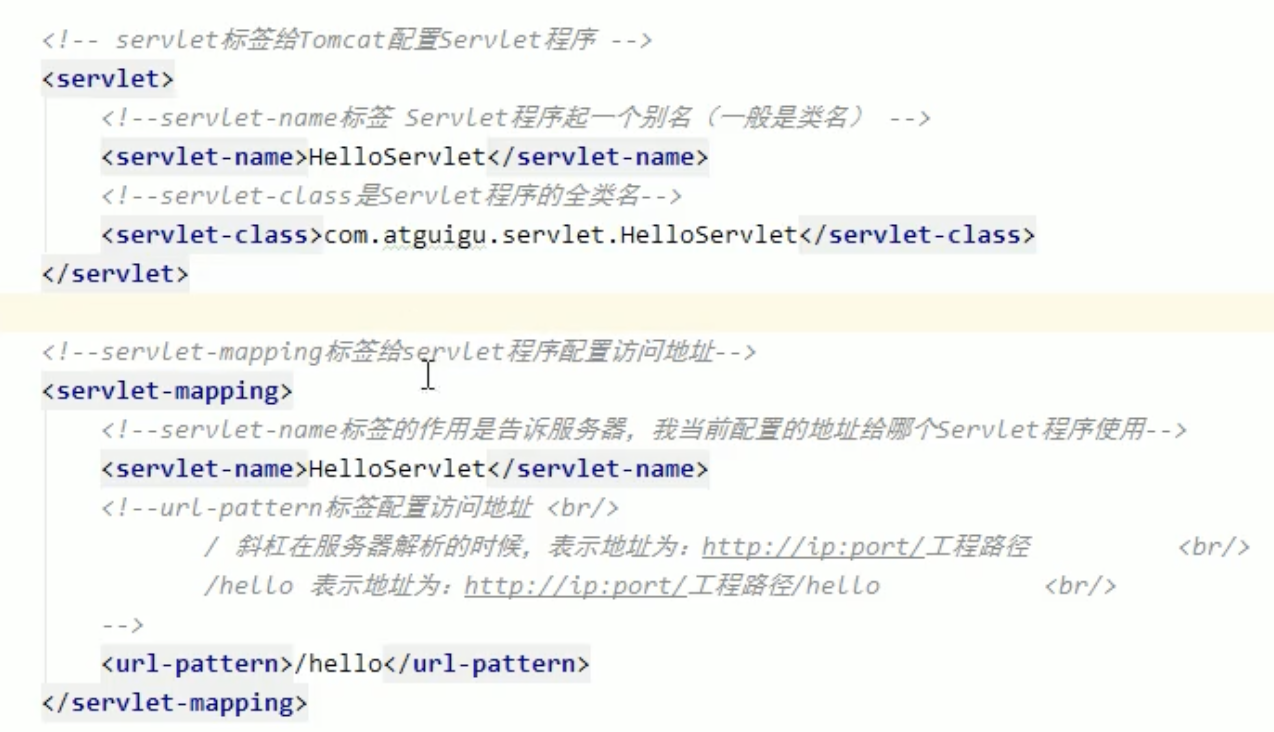 <!-- servlet标签给Tomcat配置Servlet程序 -->
<servlet>
<!--servlet-name标签 Servlet程序起一个别名（一般是类名） -->
<servlet-name>HelloServlet</servlet-name>
<!--servlet-class是Servlet程序的全类名-->
<servlet-class>com.atguigu.servlet.HelloServlet</servlet-class>
</servlet>
<!--servlet-mapping标签给servlet程序配置访问地址-->
<servlet-mapping>
<!--servlet-name标签的作用是告诉服务器，我当前配置的地址给哪个Servlet程序使用-->
<servlet-name>HelloServlet</servlet-name>
<!--url-pattern标签配置访问地址 <br/>
/ 斜杠在服务器解析的时候，表示地址为：http://ip:port/工程路径 <br/>
/hello 表示地址为：http://ip:port/工程路径/hello <br/>
-->
<url-pattern>/hello</url-pattern>
</servlet-mapping>